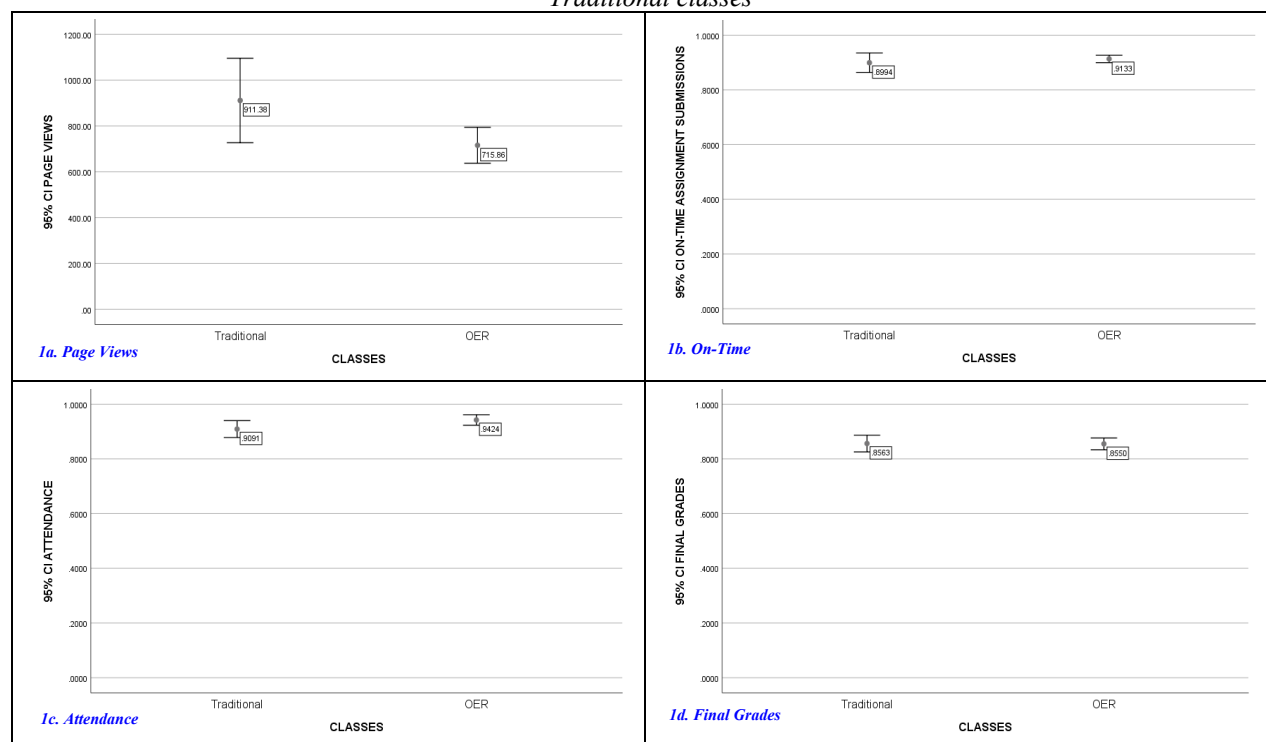 Traditional classes
1200.00
1000.00
800.00
600.00
400.00
200.00
.00
95% CI PAGE VIEWS
911.38
715.86
Traditional
OER
CLASSES
1a. Page Views
1.0000
.8000
.6000
.4000
.2000
.0000
95% CI ON-TIME ASSIGNMENT SUBMISSIONS
.8994
.9133
Traditional
OER
CLASSES
1b. On-Time
1.0000
.8000
.6000
.4000
.2000
.0000
95% CI ATTENDANCE
.9091
.9424
Traditional
OER
CLASSES
1c. Attendance
1.0000
.8000
.6000
.4000
.2000
.0000
95% CI FINAL GRADES
.8563
.8550
Traditional
OER
CLASSES
1d. Final Grades